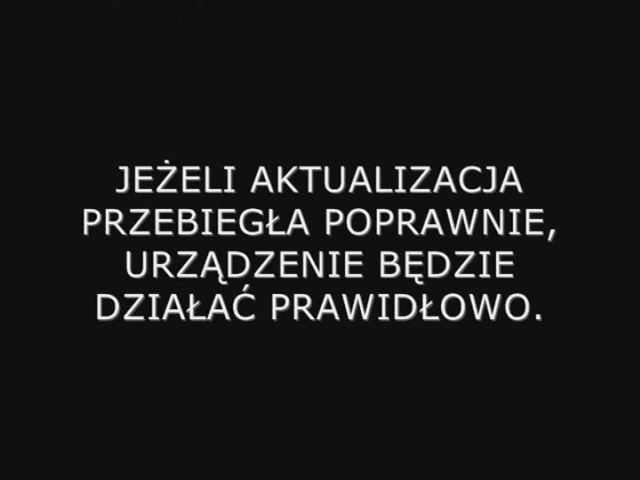 JEŻELI AKTUALIZACJA
PRZEBIEGŁA POPRAWNIE,
URZĄDZENIE BĘDZIE
DZIAŁAĆ PRAWIDŁOWO.